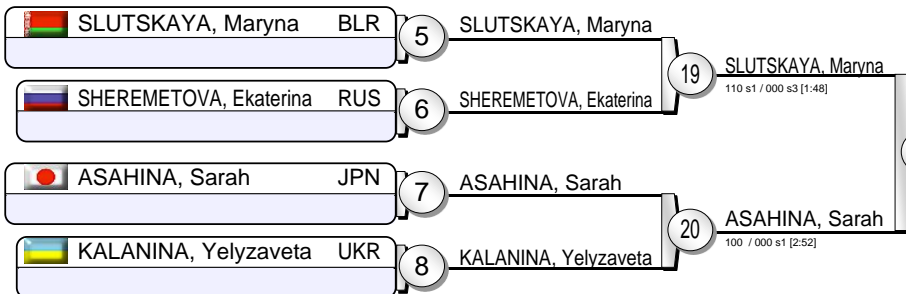 SLUTSKAYA, Maryna BLR
5
SLUTSKAYA, Maryna
19
SLUTSKAYA, Maryna
110 s1 / 000 s3 [1:48]
SHEREMETOVA, Ekaterina RUS
6
SHEREMETOVA, Ekaterina
ASAHINA, Sarah JPN
7
ASAHINA, Sarah
20
ASAHINA, Sarah
100 / 000 s1 [2:52]
KALANINA, Yelyzaveta UKR
8
KALANINA, Yelyzaveta